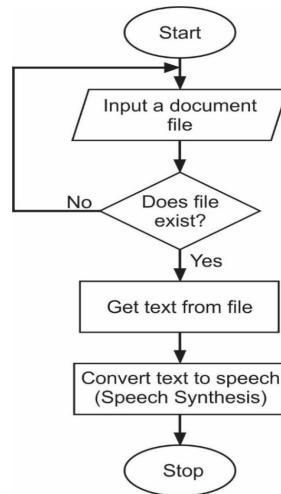 Start
Input a document
file
Does file
exist?
No
Yes
Get text from file
Convert text to speech
(Speech Synthesis)
Stop